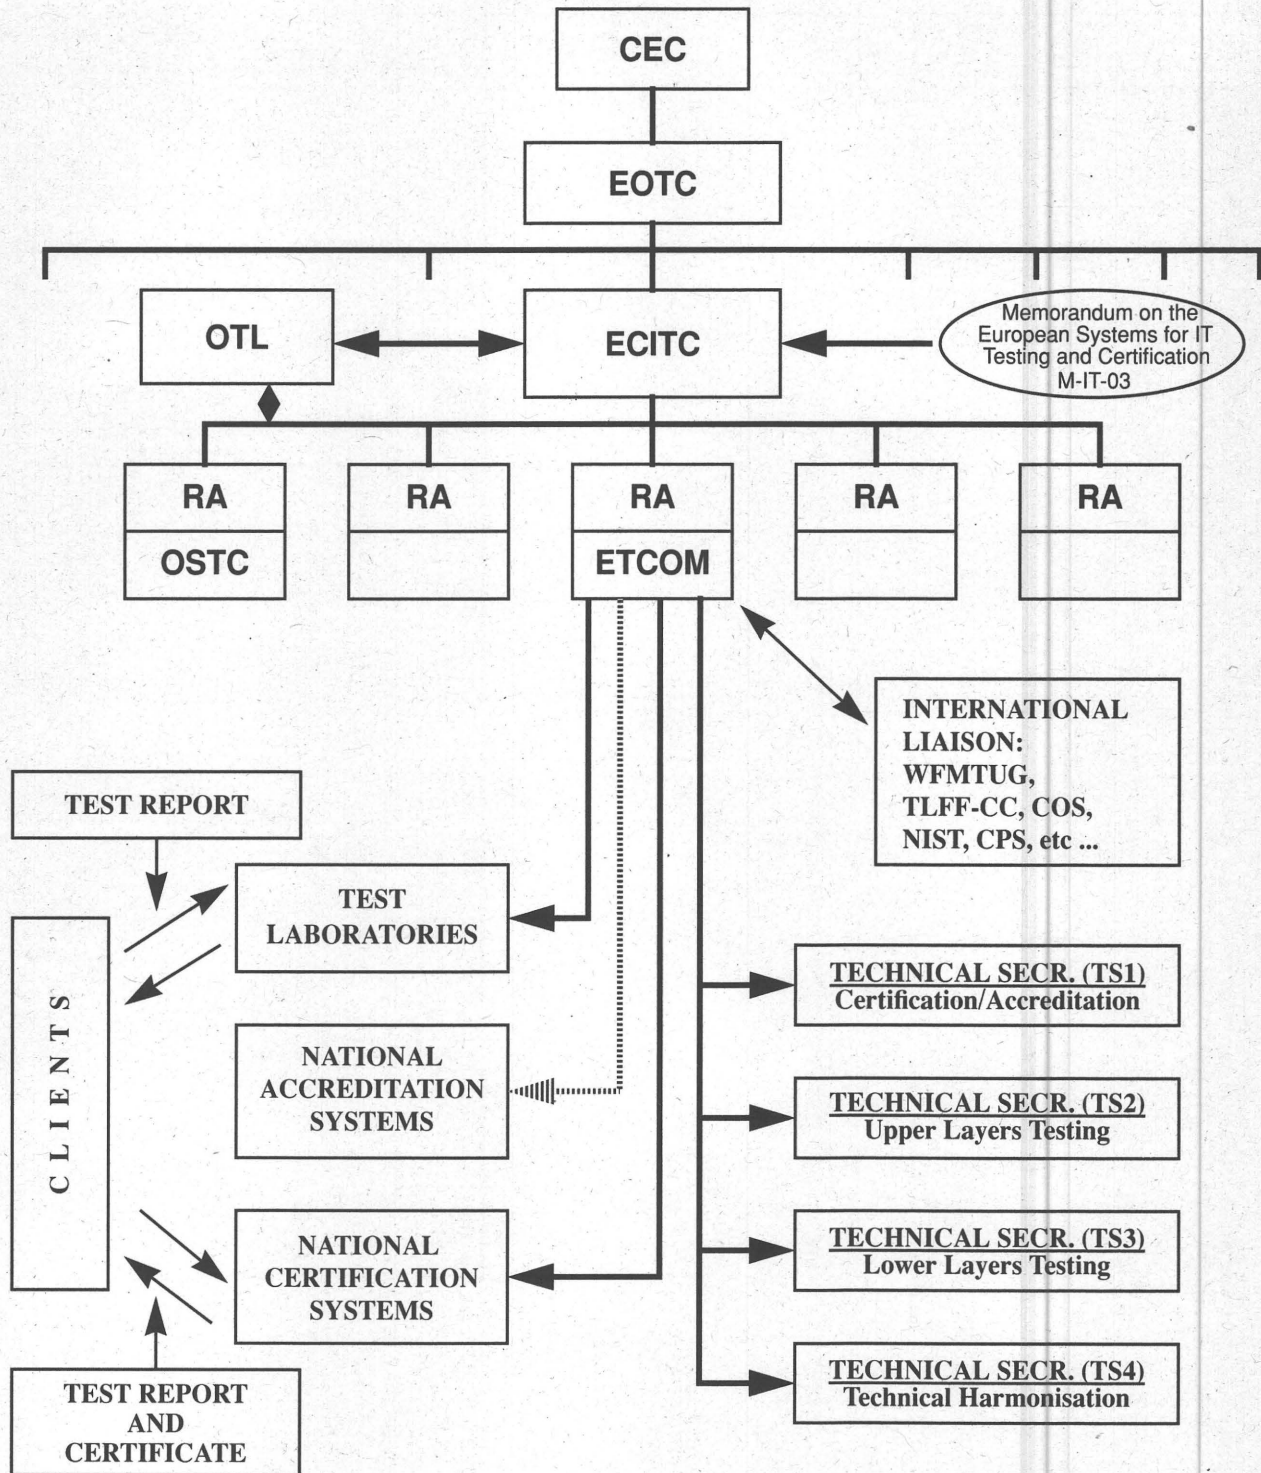 CEC
EOTC
OTL
ECITC
Memorandum on the
European Systems for IT
Testing and Certification
M-IT-03
RA
RA
RA
RA
RA
OSTC
ETCOM
INTERNATIONAL
LIAISON:
WFMTUG,
TLFF-CC, COS,
NIST, CPS, etc ...
TEST REPORT
TEST
LABORATORIES
CLIENTS
TECHNICAL SECR. (TS1)
Certification/Accreditation
NATIONAL
ACCREDITATION
SYSTEMS
TECHNICAL SECR. (TS2)
Upper Layers Testing
NATIONAL
CERTIFICATION
SYSTEMS
TECHNICAL SECR. (TS3)
Lower Layers Testing
TEST REPORT
AND
CERTIFICATE
TECHNICAL SECR. (TS4)
Technical Harmonisation